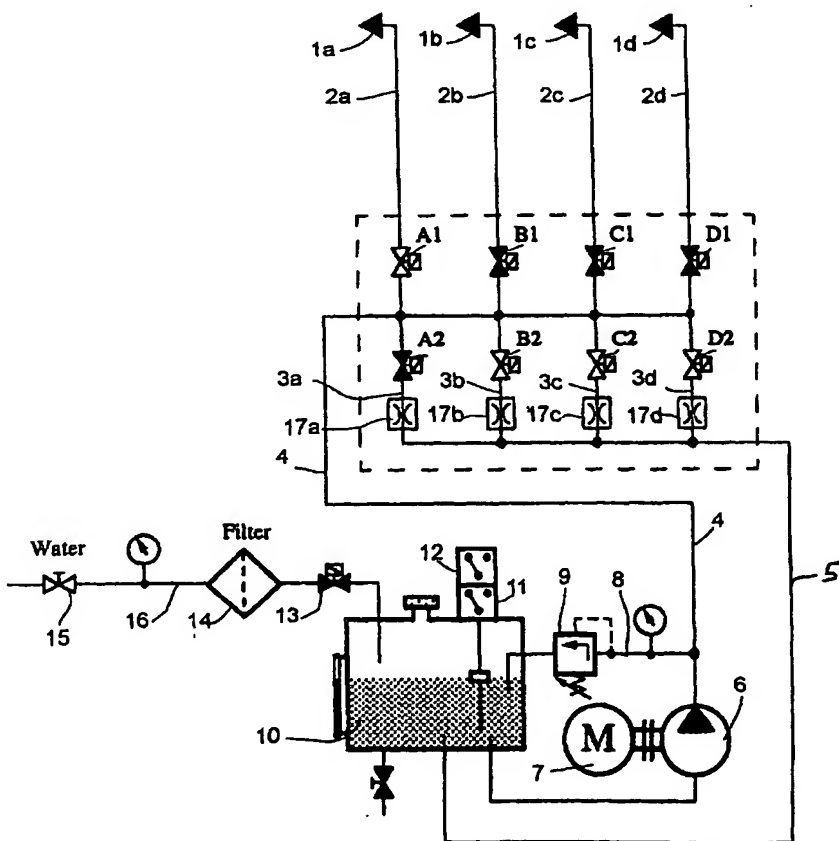 1a 1b 1c 1d
2a 2b 2c 2d
A1 B1 C1 D1
A2 B2 C2 D2
3a 3b 3c 3d
17a 17b 17c 17d
4
4
Water Filter 12 5
11 9 8
15 16 14 13
6
10 M
7